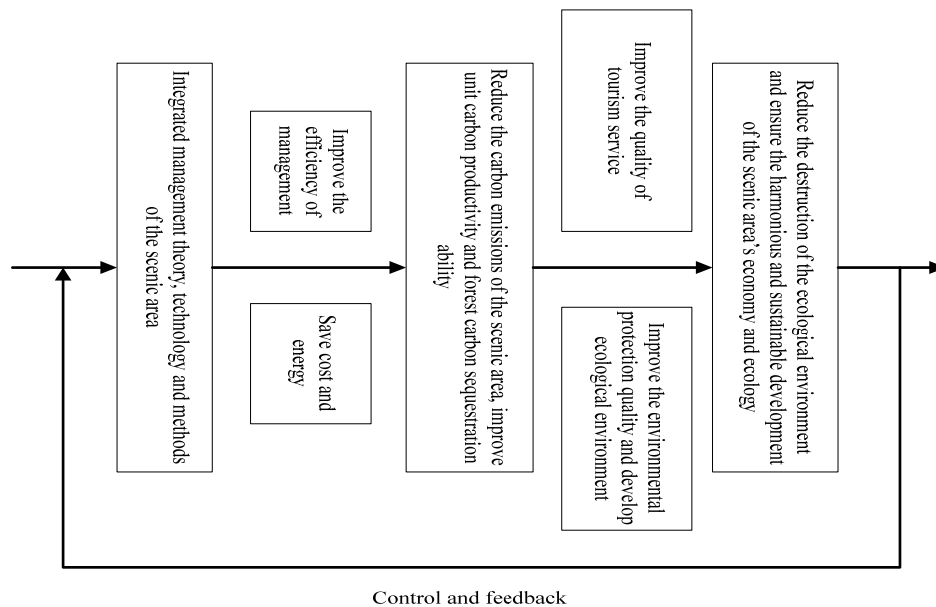 Integrated management theory, technology and methods
of the scenic area
Improve the
efficiency of
management
Save cost and
energy
Reduce the carbon emissions of the scenic area, improve
unit carbon productivity and forest carbon sequestration
ability
Improve the quality of
tourism service
Improve the environmental
protection quality and develop
ecological environment
Reduce the destruction of the ecological environment
and ensure the harmonious and sustainable development
of the scenic area’s economy and ecology
Control and feedback